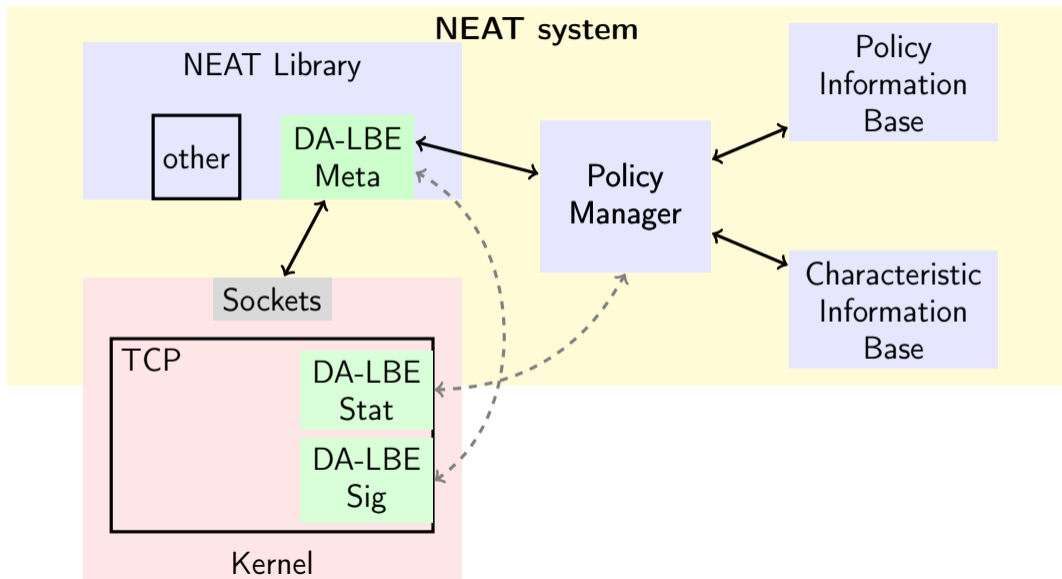 NEAT system
NEAT Library
other
DA-LBE
Meta
Policy
Manager
Policy
Information
Base
Characteristic
Information
Base
Sockets
TCP
DA-LBE
Stat
DA-LBE
Sig
Kernel